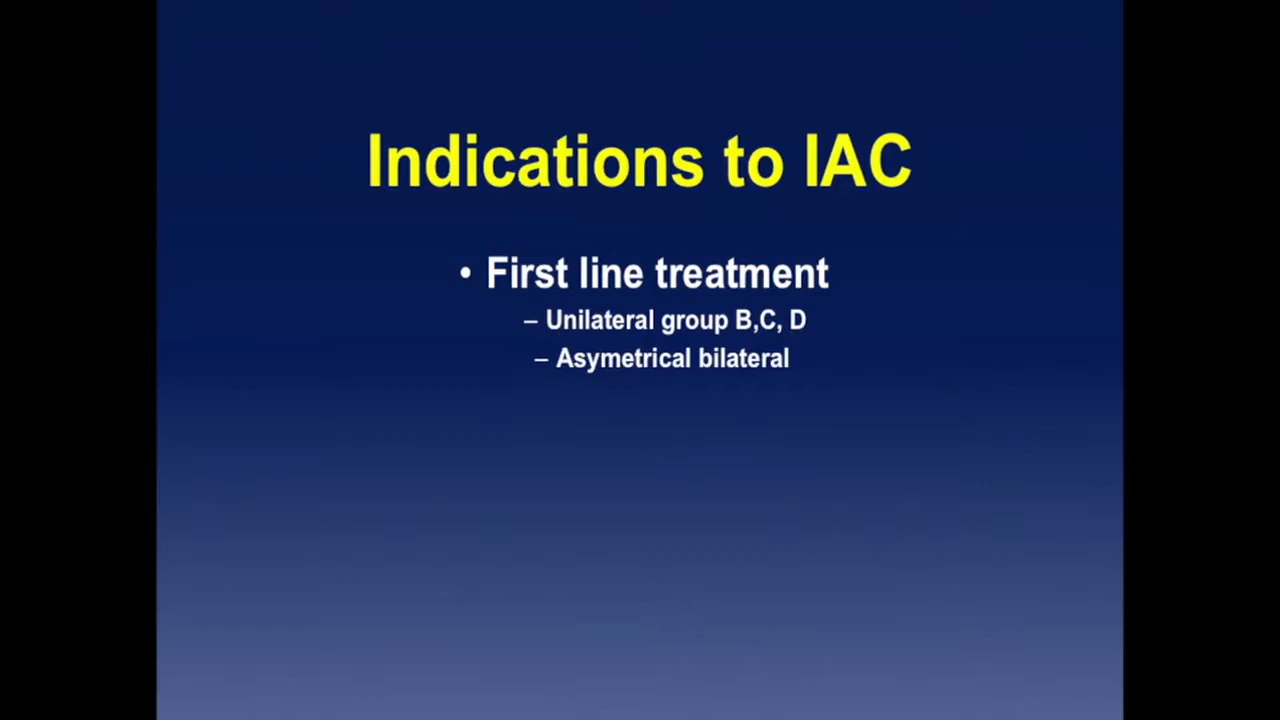 Indications to IAC
• First line treatment
– Unilateral group B,C, D
– Asymetrical bilateral